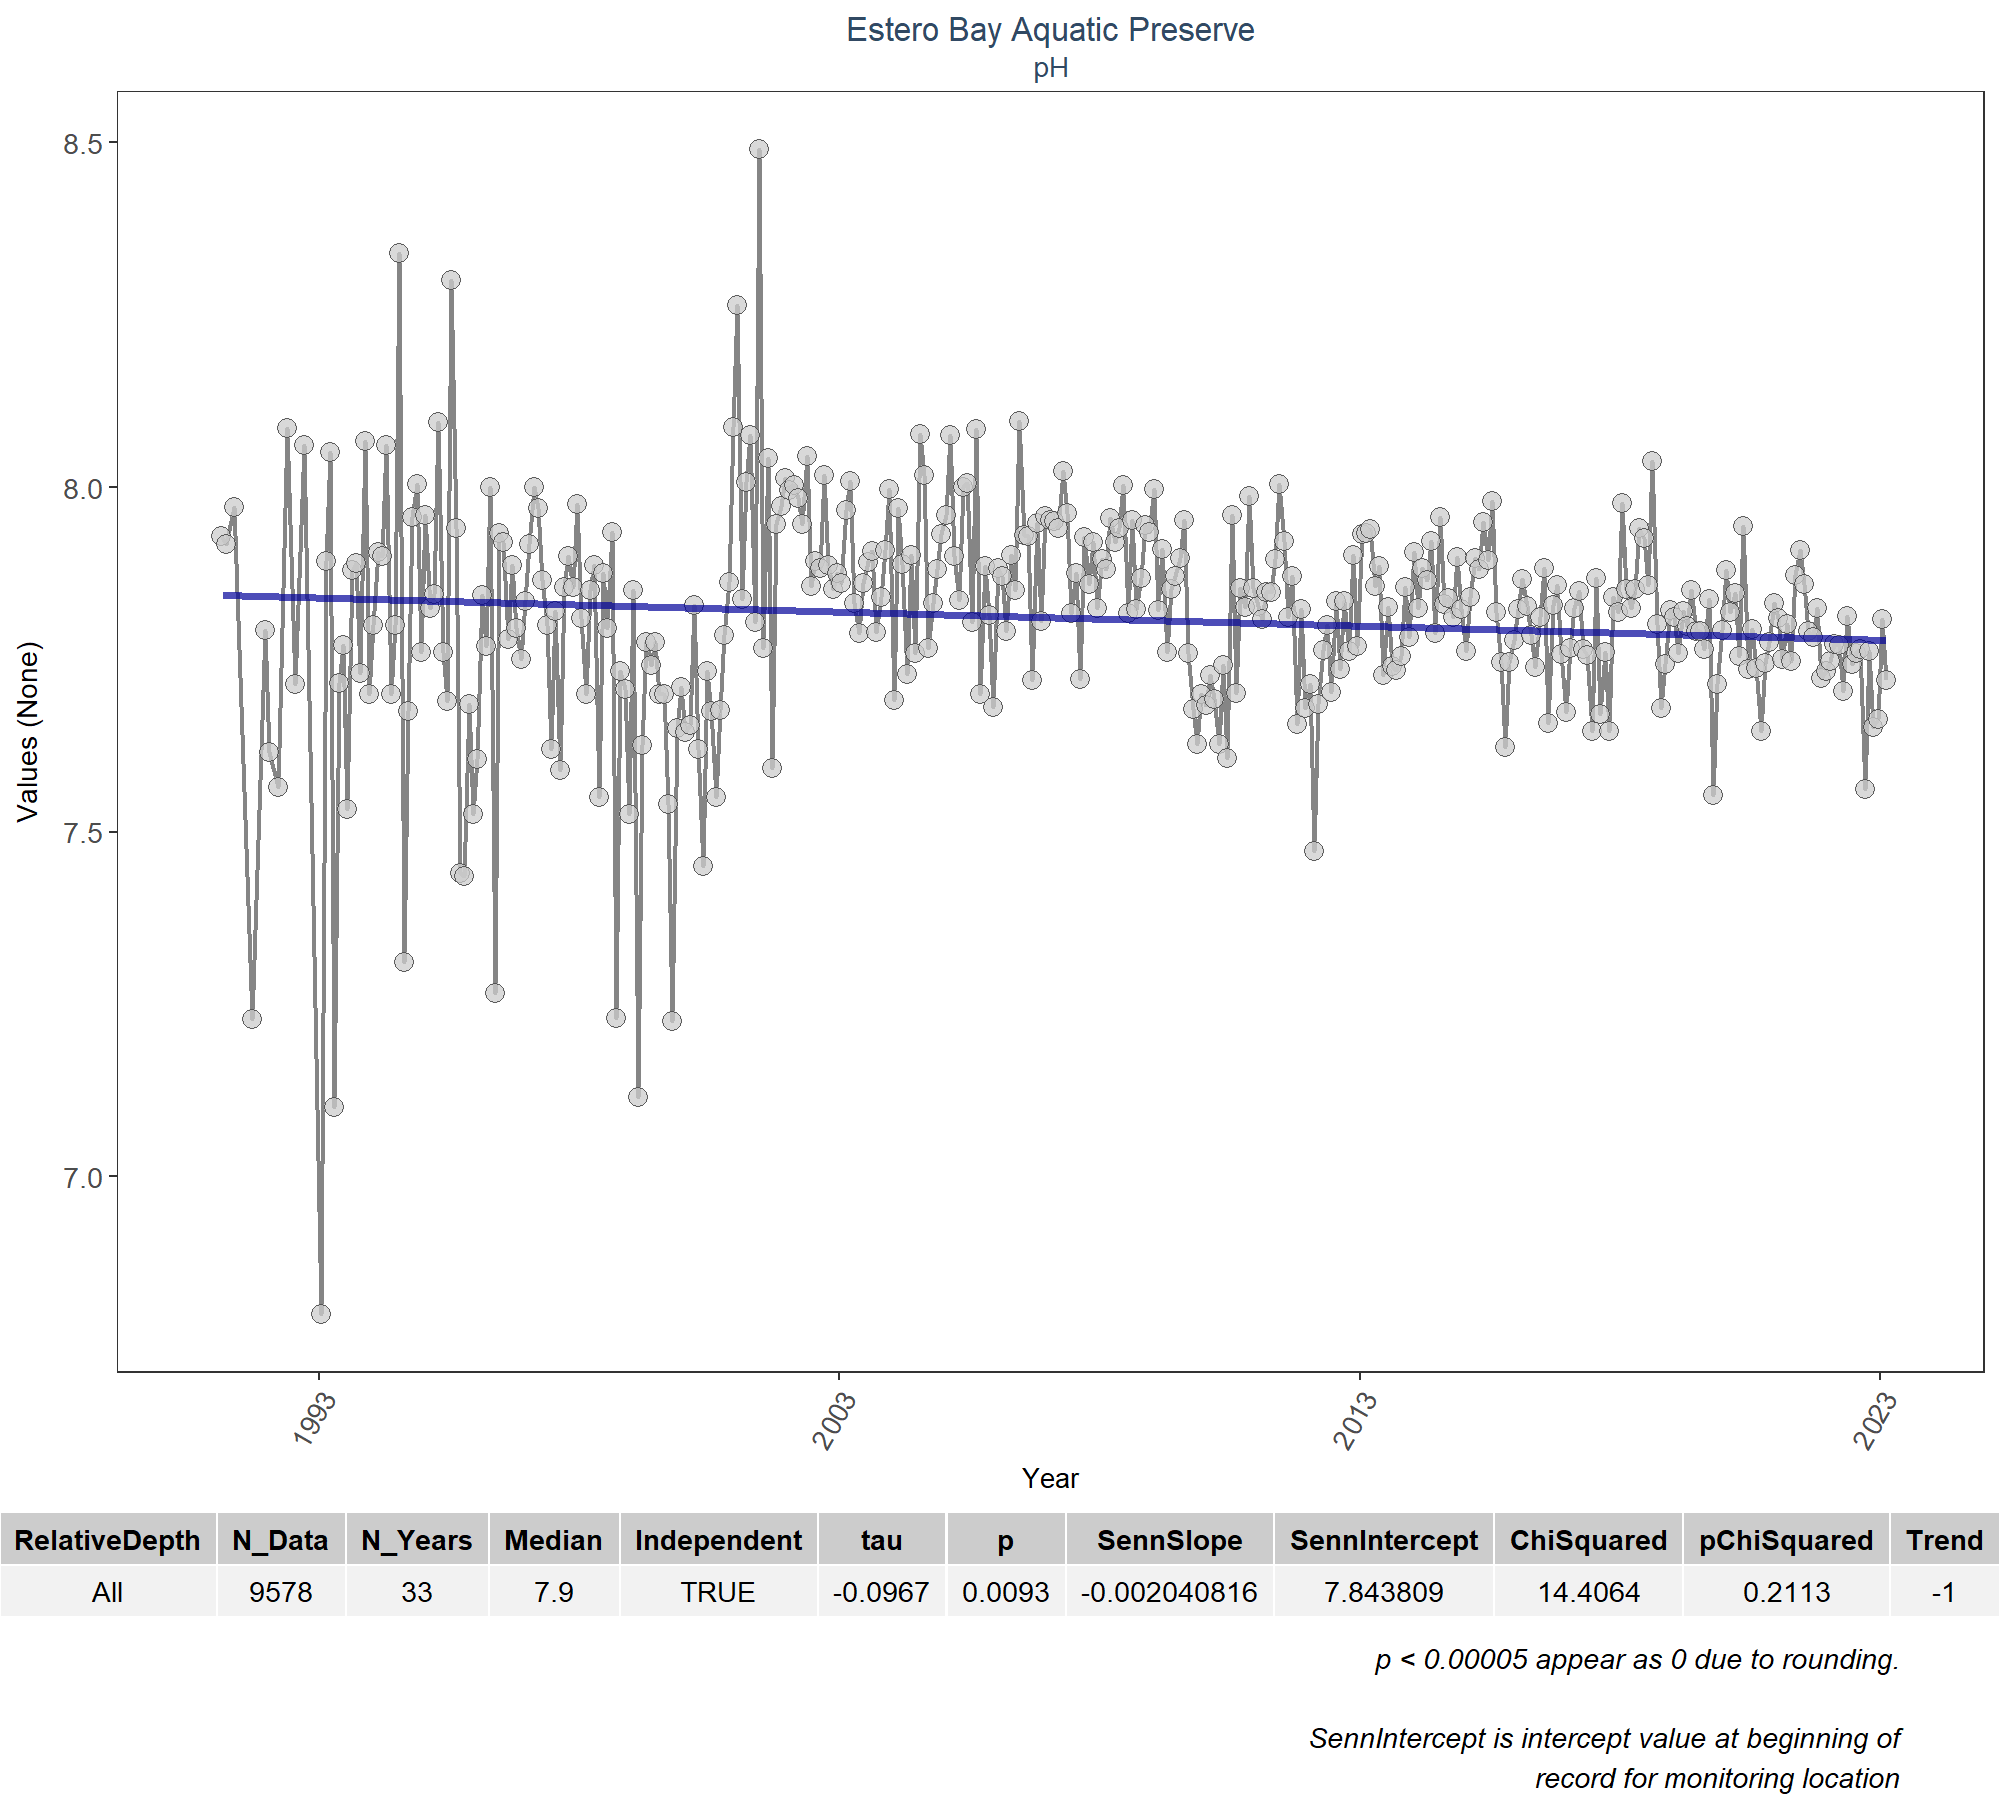 Estero Bay Aquatic Preserve
pH
8.5
8.0
7.5
7.0
Values (None)
1993
2003
2013
2023
Year
RelativeDepth N_Data N_Years Median Independent tau p SennSlope SennIntercept ChiSquared pChiSquared Trend
All 9578 33 7.9 TRUE -0.0967 0.0093 -0.002040816 7.843809 14.4064 0.2113 -1
p < 0.00005 appear as 0 due to rounding.
SennIntercept is intercept value at beginning of
record for monitoring location